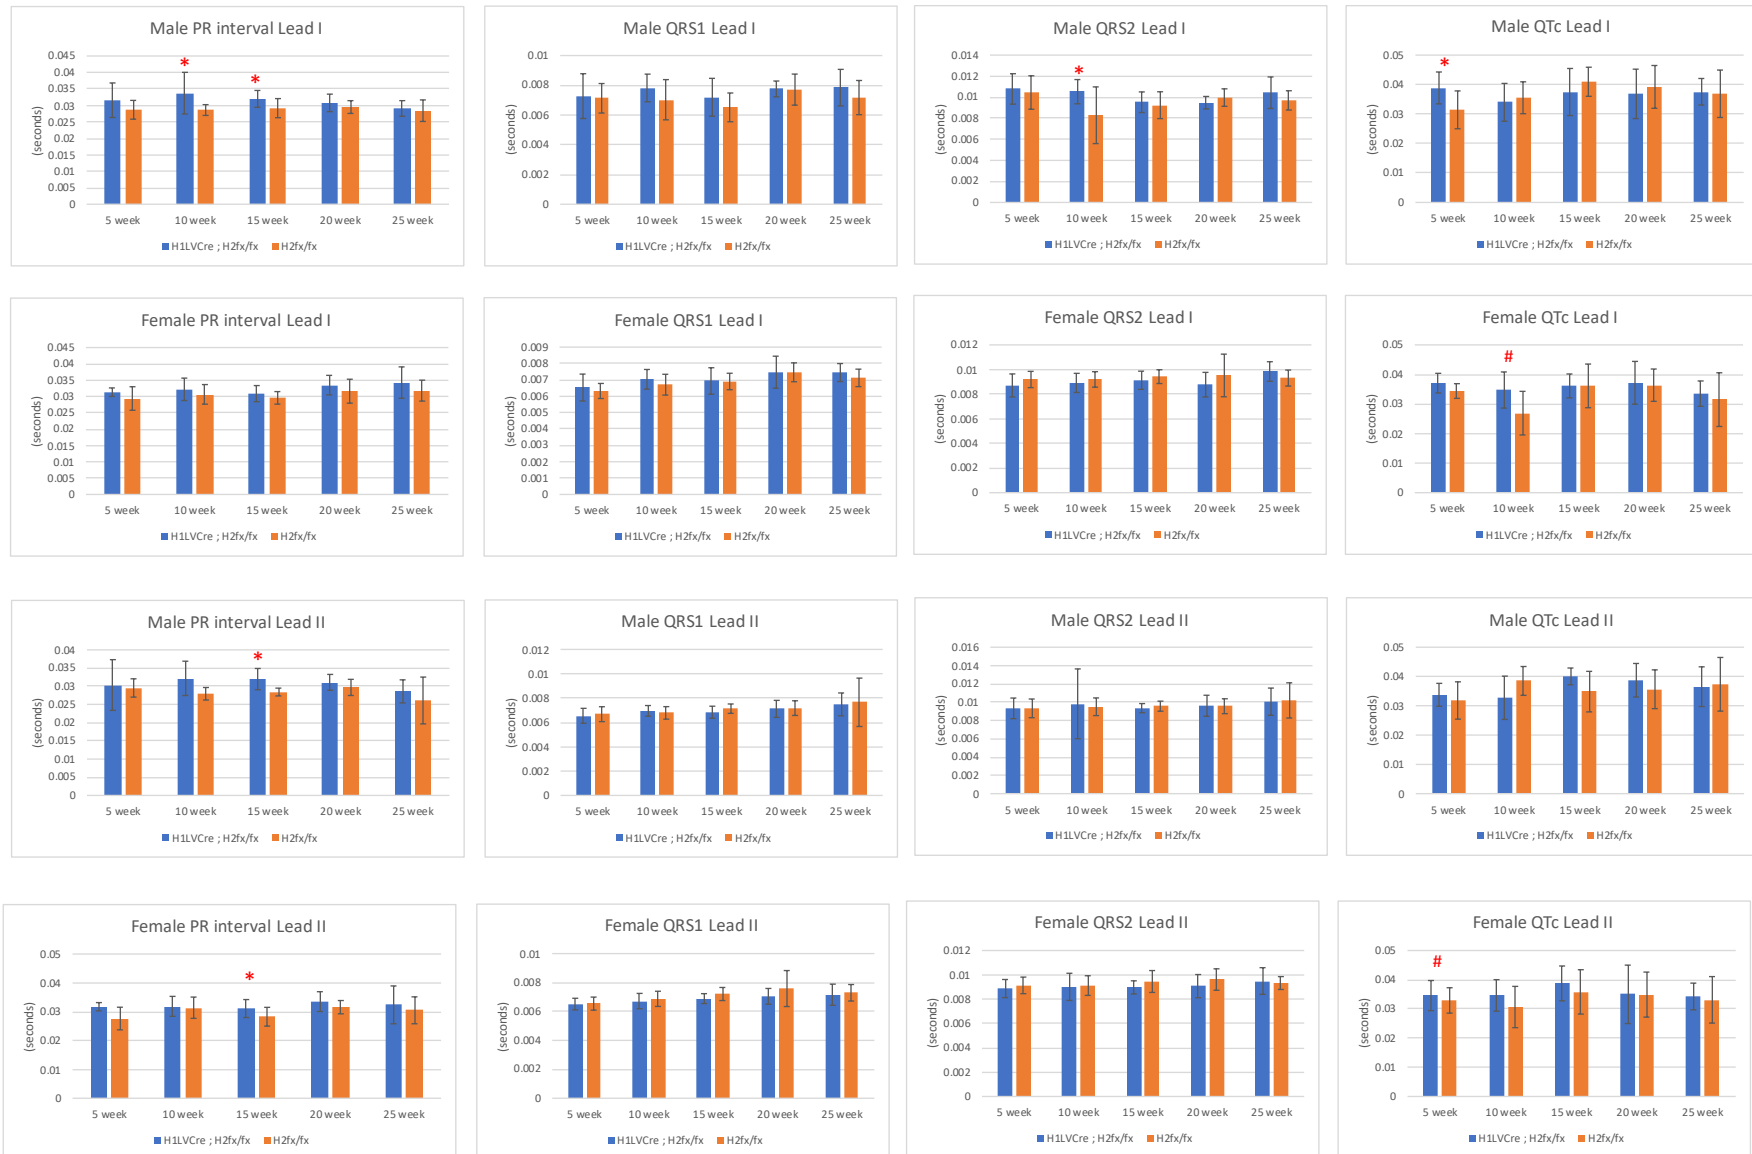 Male PR interval Lead I
0.045
0.04
0.035
0.03
0.025
0.02
0.015
0.01
0.005
0
(seconds)
*
*
5 week 10 week 15 week 20 week 25 week
H1LVCre ; H2fx/fx H2fx/fx
Male QRS1 Lead I
0.01
0.008
0.006
0.004
0.002
0
(seconds)
5 week 10 week 15 week 20 week 25 week
H1LVCre ; H2fx/fx H2fx/fx
Male QRS2 Lead I
0.014
0.012
0.01
0.008
0.006
0.004
0.002
0
(seconds)
*
5 week 10 week 15 week 20 week 25 week
H1LVCre ; H2fx/fx H2fx/fx
Male QTc Lead I
0.05
0.04
0.03
0.02
0.01
0
(seconds)
*
5 week 10 week 15 week 20 week 25 week
H1LVCre ; H2fx/fx H2fx/fx
Female PR interval Lead I
0.045
0.04
0.035
0.03
0.025
0.02
0.015
0.01
0.005
0
(seconds)
5 week 10 week 15 week 20 week 25 week
H1LVCre ; H2fx/fx H2fx/fx
Female QRS1 Lead I
0.009
0.008
0.007
0.006
0.005
0.004
0.003
0.002
0.001
0
(seconds)
5 week 10 week 15 week 20 week 25 week
H1LVCre ; H2fx/fx H2fx/fx
Female QRS2 Lead I
0.012
0.01
0.008
0.006
0.004
0.002
0
(seconds)
5 week 10 week 15 week 20 week 25 week
H1LVCre ; H2fx/fx H2fx/fx
Female QTc Lead I
0.05
0.04
0.03
0.02
0.01
0
(seconds)
#
5 week 10 week 15 week 20 week 25 week
H1LVCre ; H2fx/fx H2fx/fx
Male PR interval Lead II
0.04
0.035
0.03
0.025
0.02
0.015
0.01
0.005
0
(seconds)
*
5 week 10 week 15 week 20 week 25 week
H1LVCre ; H2fx/fx H2fx/fx
Male QRS1 Lead II
0.012
0.01
0.008
0.006
0.004
0.002
0
(seconds)
5 week 10 week 15 week 20 week 25 week
H1LVCre ; H2fx/fx H2fx/fx
Male QRS2 Lead II
0.016
0.014
0.012
0.01
0.008
0.006
0.004
0.002
0
(seconds)
5 week 10 week 15 week 20 week 25 week
H1LVCre ; H2fx/fx H2fx/fx
Male QTc Lead II
0.05
0.04
0.03
0.02
0.01
0
(seconds)
5 week 10 week 15 week 20 week 25 week
H1LVCre ; H2fx/fx H2fx/fx
Female PR interval Lead II
0.05
0.04
0.03
0.02
0.01
0
(seconds)
*
5 week 10 week 15 week 20 week 25 week
H1LVCre ; H2fx/fx H2fx/fx
Female QRS1 Lead II
0.01
0.008
0.006
0.004
0.002
0
(seconds)
5 week 10 week 15 week 20 week 25 week
H1LVCre ; H2fx/fx H2fx/fx
Female QRS2 Lead II
0.012
0.01
0.008
0.006
0.004
0.002
0
(seconds)
5 week 10 week 15 week 20 week 25 week
H1LVCre ; H2fx/fx H2fx/fx
Female QTc Lead II
0.05
0.04
0.03
0.02
0.01
0
(seconds)
#
5 week 10 week 15 week 20 week 25 week
H1LVCre ; H2fx/fx H2fx/fx